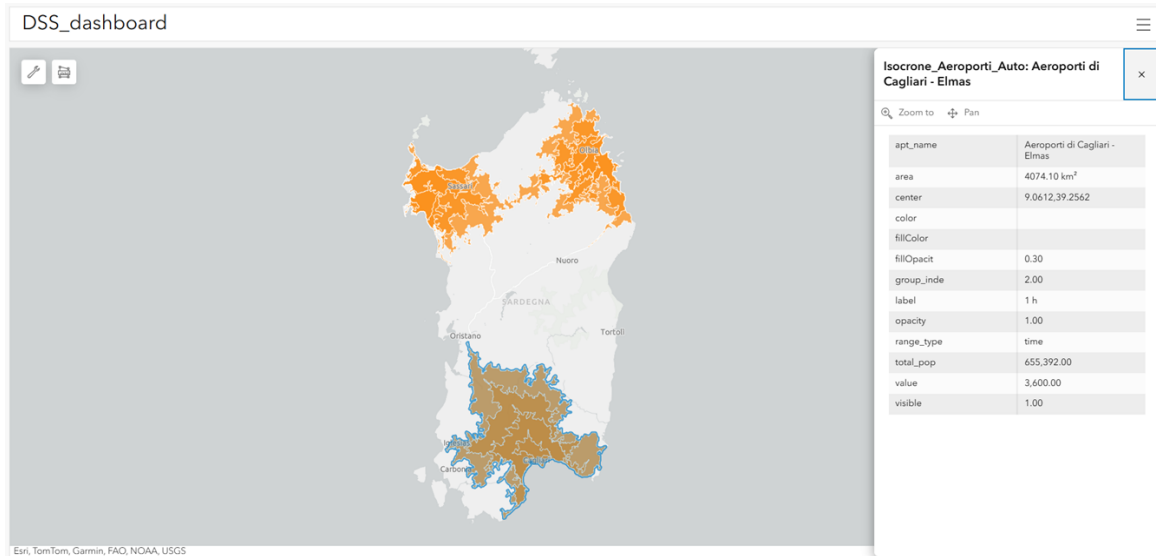 DSS_dashboard
Isocrone_Aeroporti_Auto: Aeroporti di
Cagliari - Elmas
×
Zoom to Pan
apt_name Aeroporti di Cagliari -
Elmas
area 4074.10 km²
center 9.0612,39.2562
color
fillColor
fillOpacit 0.30
group_inde 2.00
label 1 h
opacity 1.00
range_type time
total_pop 655,392.00
value 3,600.00
visible 1.00
Olbia
Sassari
Nuoro
SARDEGNA
Oristano
Tortolì
Carbonia
Esri, TomTom, Garmin, FAO, NOAA, USGS